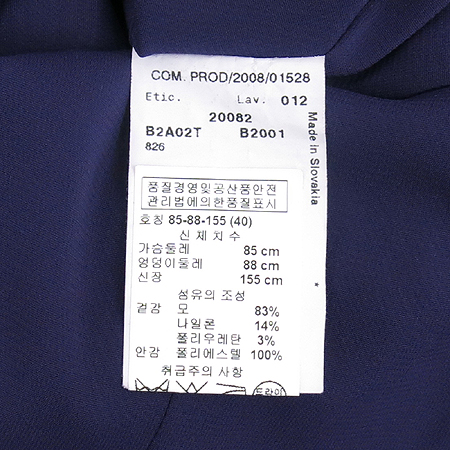 COM. PROD/2008/01528
Etic. Lav. 012
20082
B2A02T B2001
826
Made in Slovakia
품질경영및공산품안전
관리법에의한품질표시
호칭 85-88-155 (40)
신체치수
가슴둘레 85 cm
엉덩이둘레 88 cm
신장 155 cm
*
섬유의 조성
겉감 모 83%
나일론 14%
폴리우레탄 3%
안감 폴리에스텔 100%
취급주의 사항
드라이